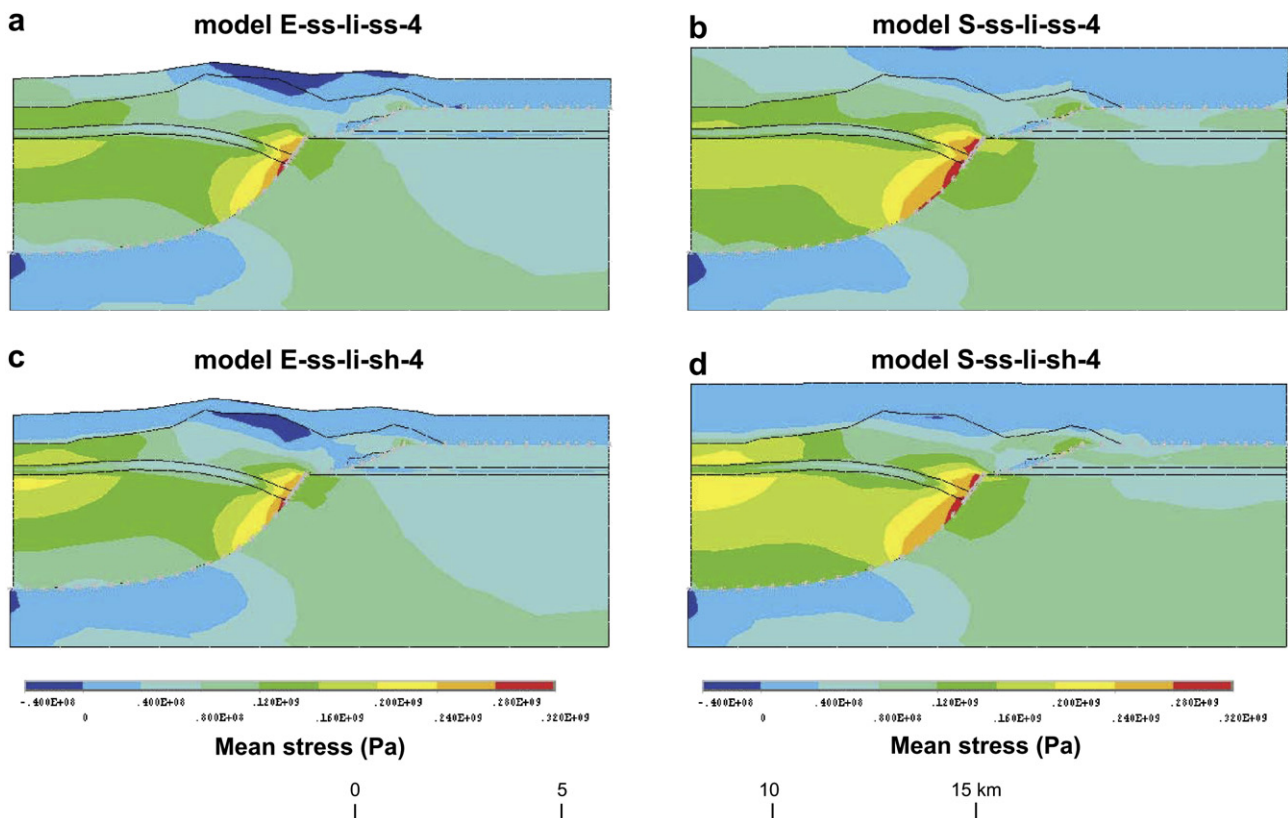 a
model E-ss-li-ss-4
b
model S-ss-li-ss-4
c
model E-ss-li-sh-4
d
model S-ss-li-sh-4
-.400E+08 .400E+08 .120E+09 .200E+09 .280E+09
0 .800E+08 .160E+09 .240E+09 .320E+09
Mean stress (Pa)
-.400E+08 .400E+08 .120E+09 .200E+09 .280E+09
0 .800E+08 .160E+09 .240E+09 .320E+09
Mean stress (Pa)
0 5 10 15 km